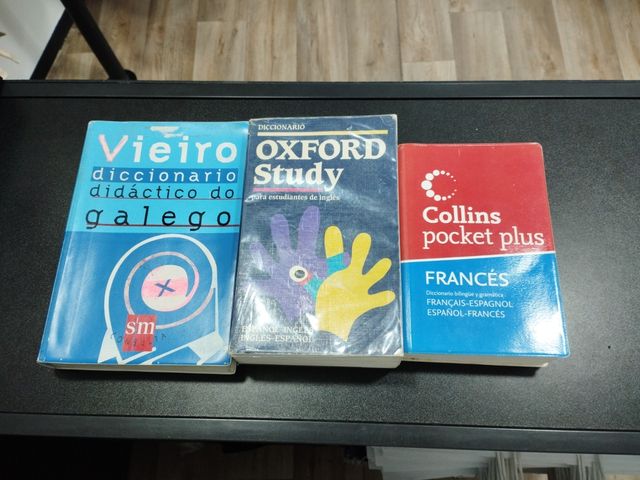 Vieiro
diccionario
didáctico do
galego
sm
DICCIONARIO
OXFORD
Study
para estudiantes de inglés
ESPAÑOL-INGLÉS
INGLÉS-ESPAÑOL
Collins
pocket plus
FRANCÉS
Diccionario bilingüe y gramática
FRANÇAIS-ESPAGNOL
ESPAÑOL-FRANCÉS